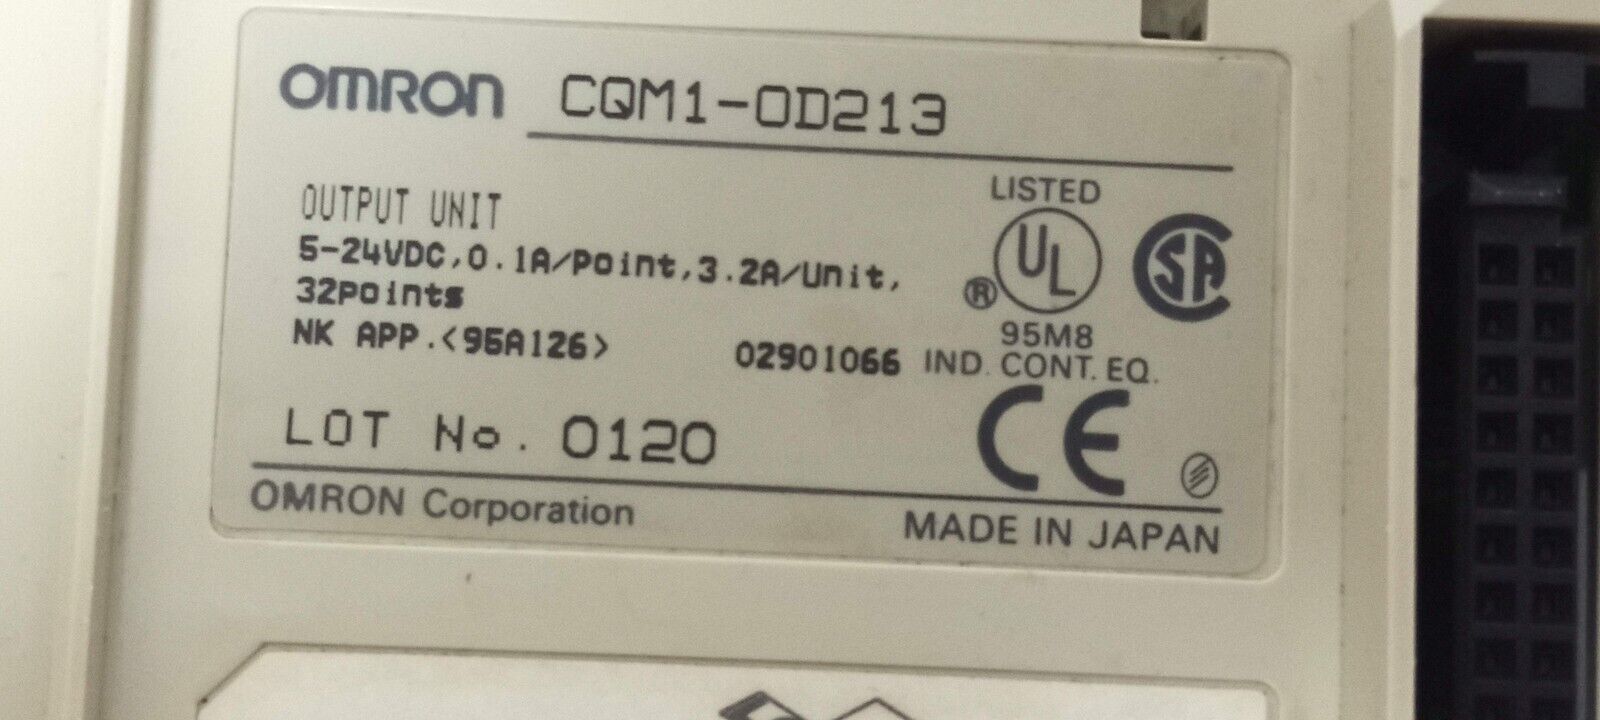 OMRON CQM1-OD213
OUTPUT UNIT
5-24VDC,0.1A/Point,3.2A/Unit,
32Points
NK APP.<95A126>
02901066
LISTED
UL
®
SA
95M8
IND. CONT. EQ.
LOT No. 0120
CE
OMRON Corporation
MADE IN JAPAN